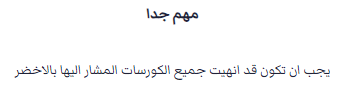 مهم جدا
يجب ان تكون قد انهيت جميع الكورسات المشار اليها بالاخضر